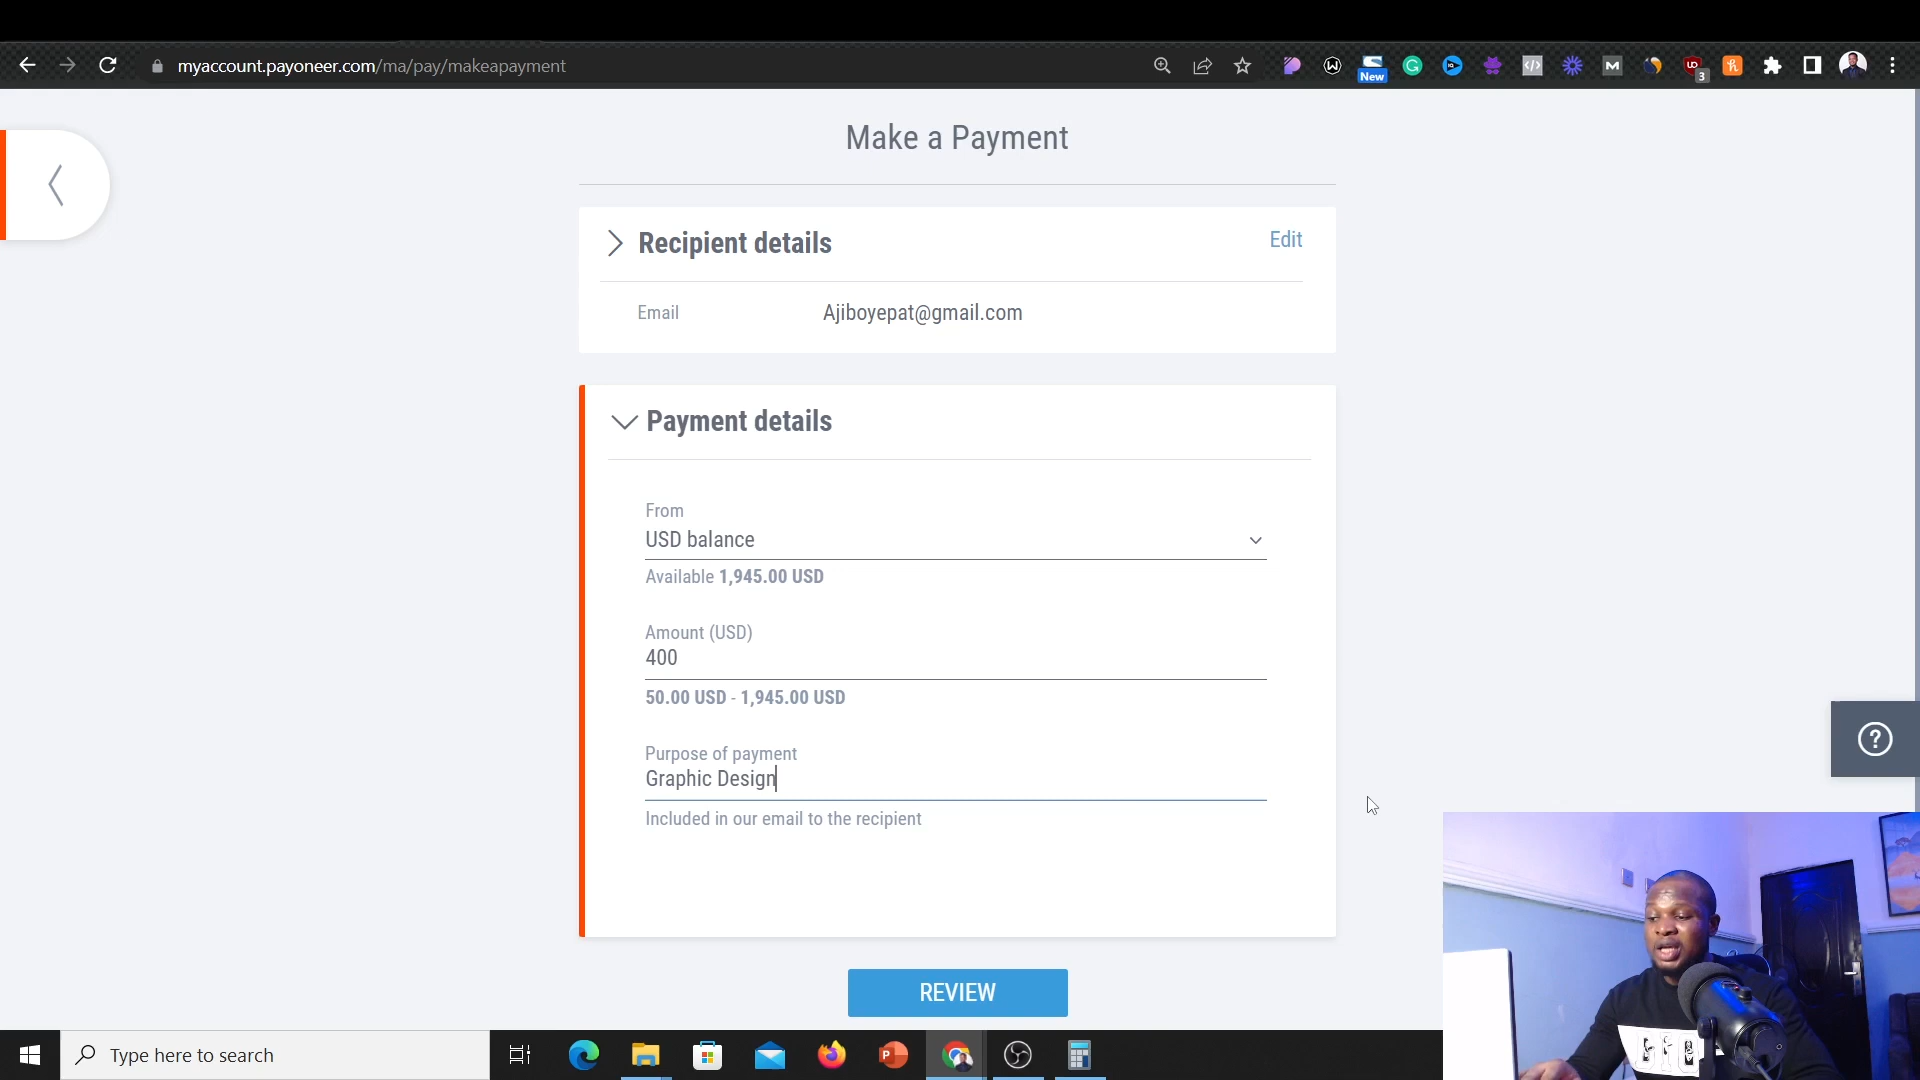 myaccount.payoneer.com/ma/pay/makeapayment
New
3
Make a Payment
Recipient details
Edit
Email
Ajiboyepat@gmail.com
Payment details
From
USD balance
Available 1,945.00 USD
Amount (USD)
400
50.00 USD - 1,945.00 USD
Purpose of payment
Graphic Design
Included in our email to the recipient
REVIEW
Type here to search